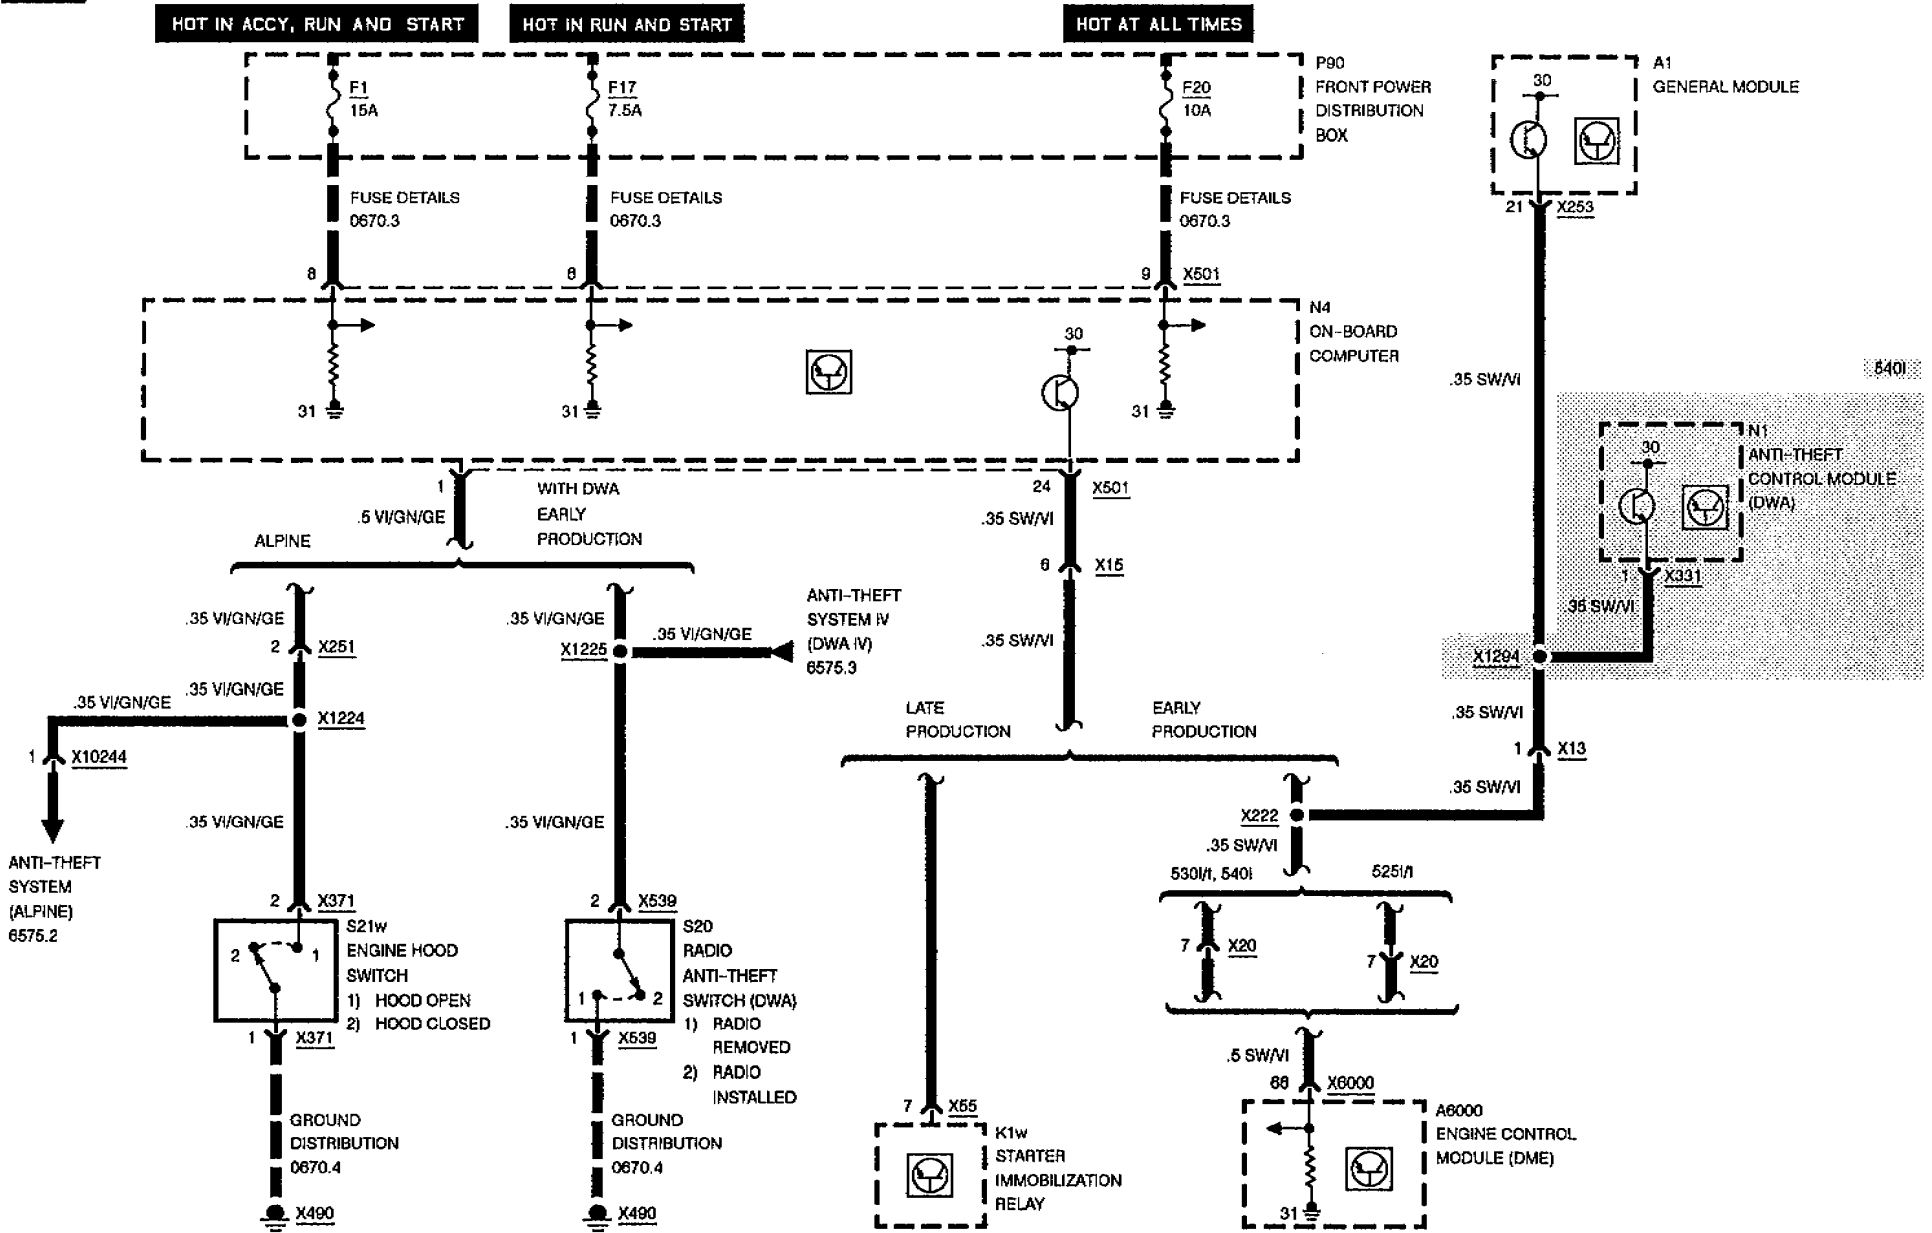 HOT IN ACCY, RUN AND START
HOT IN RUN AND START
HOT AT ALL TIMES
F1
15A
F17
7.5A
F20
10A
P90
FRONT POWER
DISTRIBUTION
BOX
30
A1
GENERAL MODULE
FUSE DETAILS
0670.3
FUSE DETAILS
0670.3
FUSE DETAILS
0670.3
21
X253
8
6
9
X501
31
31
30
31
N4
ON-BOARD
COMPUTER
.35 SW/VI
540I
30
N1
ANTI-THEFT
CONTROL MODULE
(DWA)
1
X331
.35 SW/VI
X1294
1
WITH DWA
EARLY
PRODUCTION
.5 VI/GN/GE
ALPINE
24
X501
.35 SW/VI
6
X15
.35 SW/VI
.35 VI/GN/GE
2
X251
.35 VI/GN/GE
.35 VI/GN/GE
X1224
1
X10244
ANTI-THEFT
SYSTEM
(ALPINE)
6575.2
.35 VI/GN/GE
.35 VI/GN/GE
X1225
.35 VI/GN/GE
ANTI-THEFT
SYSTEM IV
(DWA IV)
6575.3
.35 VI/GN/GE
LATE
PRODUCTION
EARLY
PRODUCTION
.35 SW/VI
1
X13
.35 SW/VI
X222
.35 SW/VI
530I/I, 540I
525I/I
7
X20
7
X20
2
X371
2
1
S21w
ENGINE HOOD
SWITCH
1) HOOD OPEN
2) HOOD CLOSED
1
X371
2
X539
1
2
S20
RADIO
ANTI-THEFT
SWITCH (DWA)
1) RADIO
REMOVED
2) RADIO
INSTALLED
1
X539
GROUND
DISTRIBUTION
0670.4
X490
GROUND
DISTRIBUTION
0670.4
X490
7
X55
K1w
STARTER
IMMOBILIZATION
RELAY
.5 SW/VI
68
X6000
A6000
ENGINE CONTROL
MODULE (DME)
31